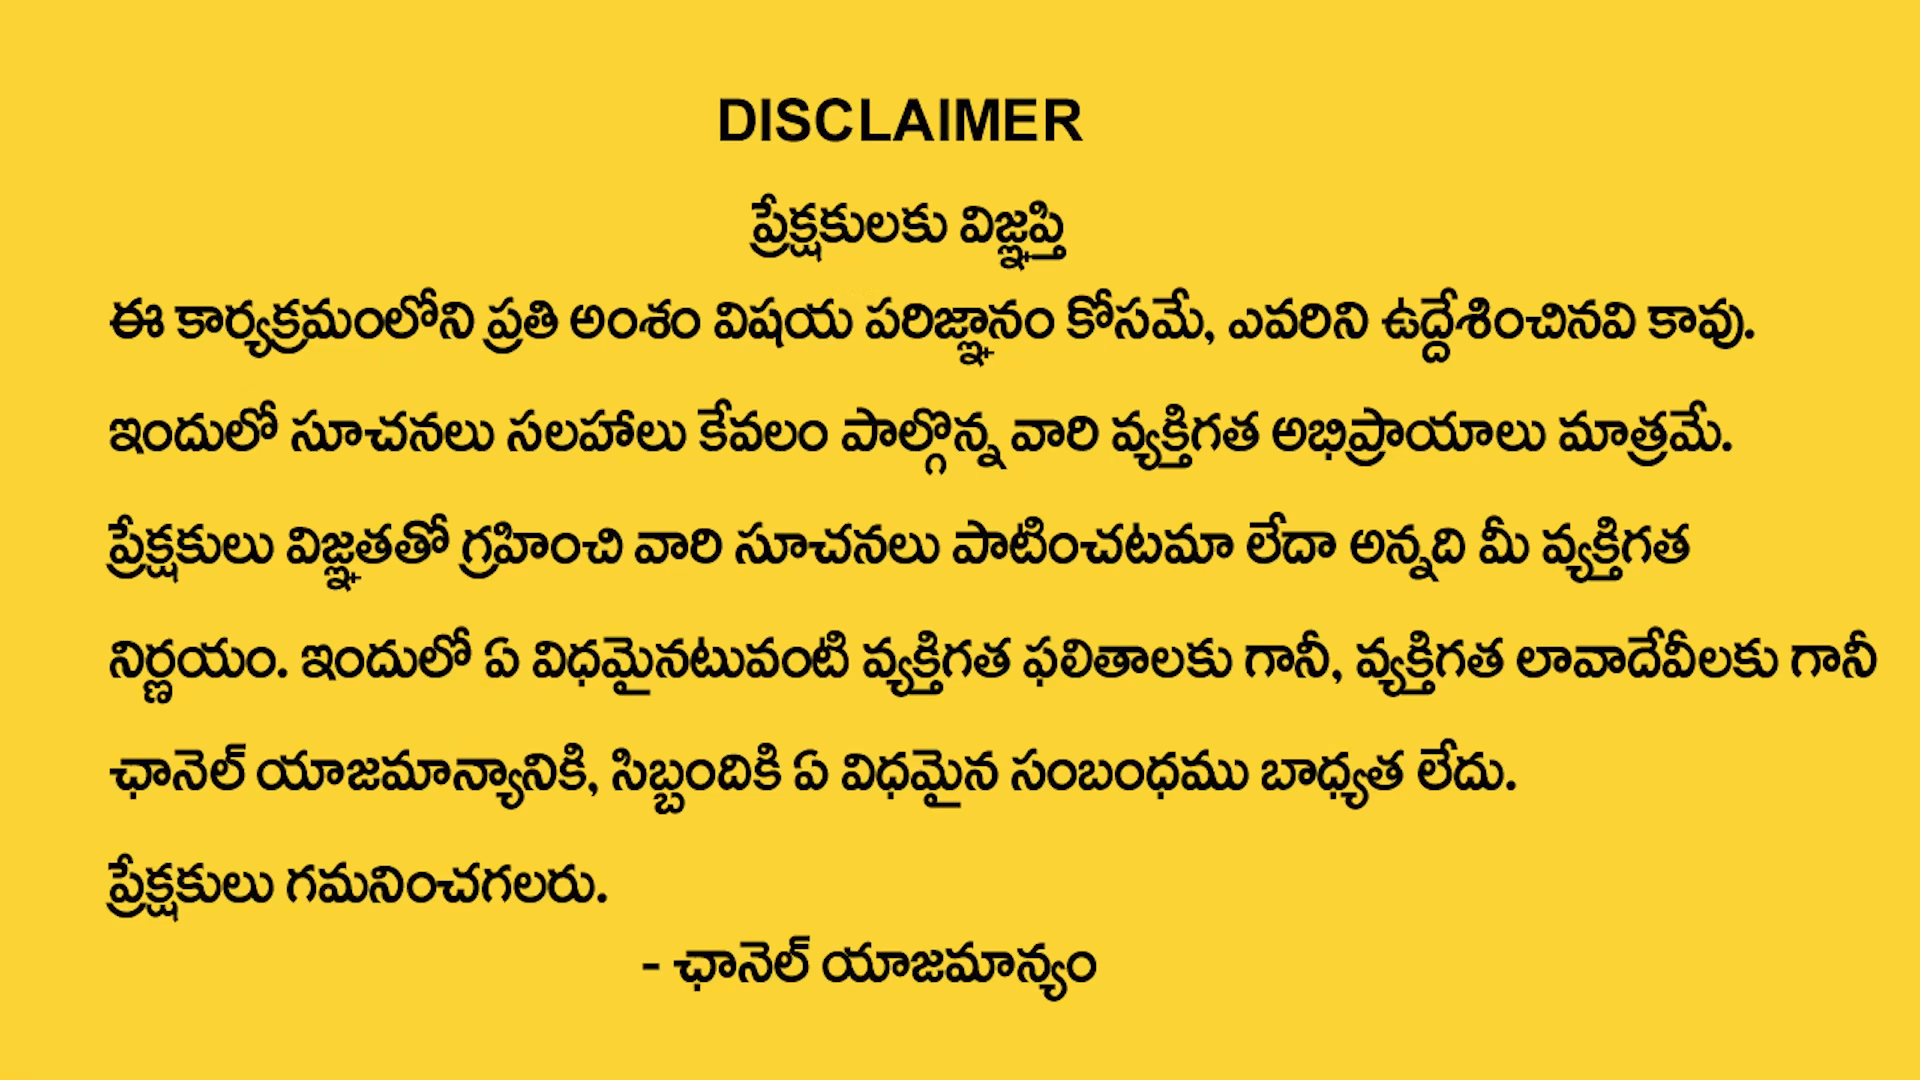 DISCLAIMER
ప్రేక్షకులకు విజ్ఞప్తి
ఈ కార్యక్రమంలోని ప్రతి అంశం విషయ పరిజ్ఞానం కోసమే, ఎవరిని ఉద్దేశించినవి కావు.
ఇందులో సూచనలు సలహాలు కేవలం పాల్గొన్న వారి వ్యక్తిగత అభిప్రాయాలు మాత్రమే.
ప్రేక్షకులు విజ్ఞతతో గ్రహించి వారి సూచనలు పాటించటమా లేదా అన్నది మీ వ్యక్తిగత
నిర్ణయం. ఇందులో ఏ విధమైనటువంటి వ్యక్తిగత ఫలితాలకు గానీ, వ్యక్తిగత లావాదేవీలకు గానీ
ఛానెల్ యాజమాన్యానికి, సిబ్బందికి ఏ విధమైన సంబంధము బాధ్యత లేదు.
ప్రేక్షకులు గమనించగలరు.
- ఛానెల్ యాజమాన్యం